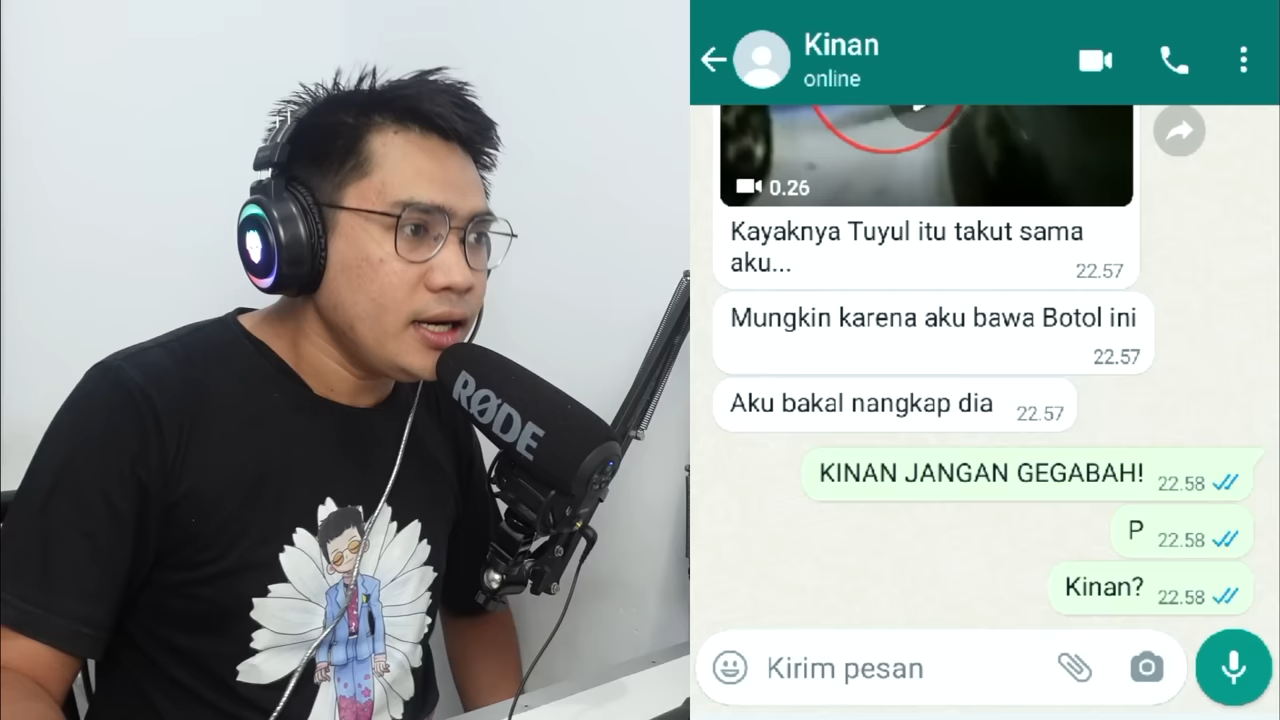 RØDE
Kinan
online
0.26
Kayaknya Tuyul itu takut sama
aku...
22.57
Mungkin karena aku bawa Botol ini
22.57
Aku bakal nangkap dia 22.57
KINAN JANGAN GEGABAH! 22.58
P 22.58
Kinan? 22.58
Kirim pesan